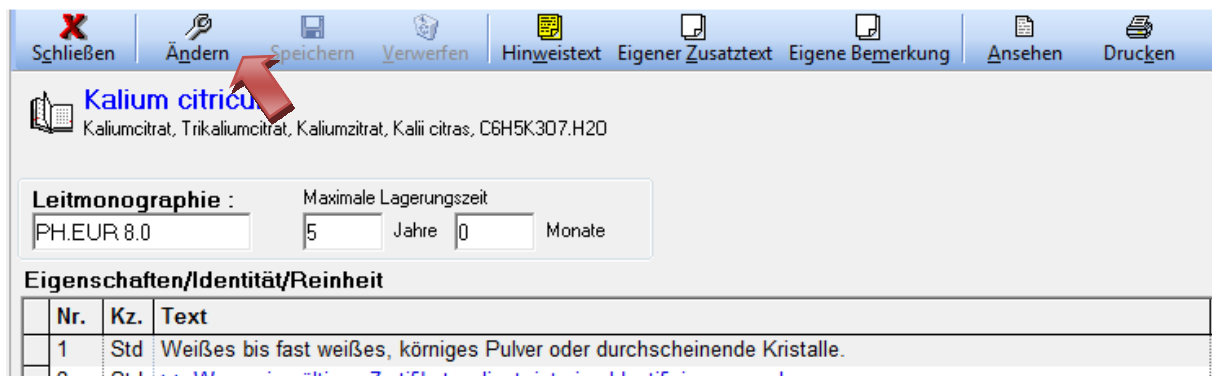 Schließen Ändern Speichern Verwerfen Hinweistext Eigener Zusatztext Eigene Bemerkung Ansehen Drucken
Kalium
Kaliumcitrat, Trikaliumcitrat, Kaliumzitrat, Kalii citras, C6H5K3O7.H2O
Leitmonographie : Maximale Lagerungszeit
PH.EUR 8.0 5 Jahre 0 Monate
Eigenschaften/Identität/Reinheit
Nr. Kz. Text
1 Std Weißes bis fast weißes, körniges Pulver oder durchscheinende Kristalle.